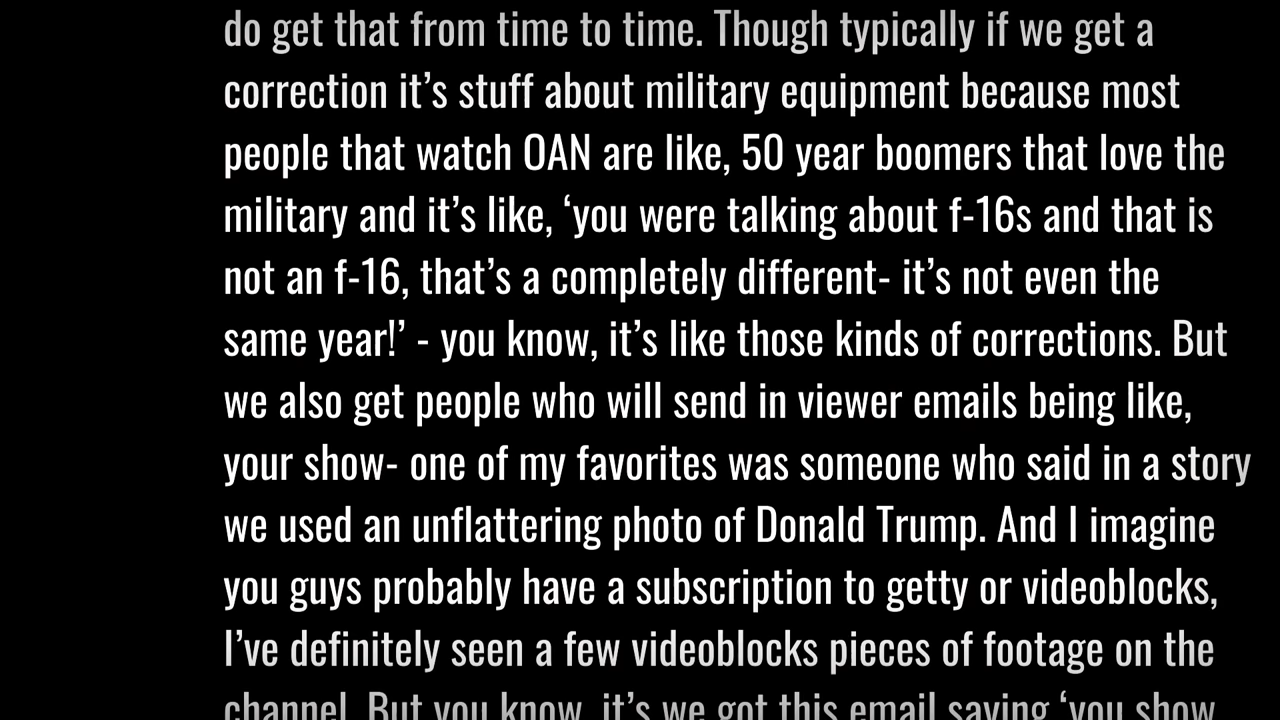 do get that from time to time. Though typically if we get a
correction it’s stuff about military equipment because most
people that watch OAN are like, 50 year boomers that love the
military and it’s like, ‘you were talking about f-16s and that is
not an f-16, that’s a completely different- it’s not even the
same year!’ - you know, it’s like those kinds of corrections. But
we also get people who will send in viewer emails being like,
your show- one of my favorites was someone who said in a story
we used an unflattering photo of Donald Trump. And I imagine
you guys probably have a subscription to getty or videoblocks,
I’ve definitely seen a few videoblocks pieces of footage on the
channel. But you know, it’s we got this email saying ‘you show